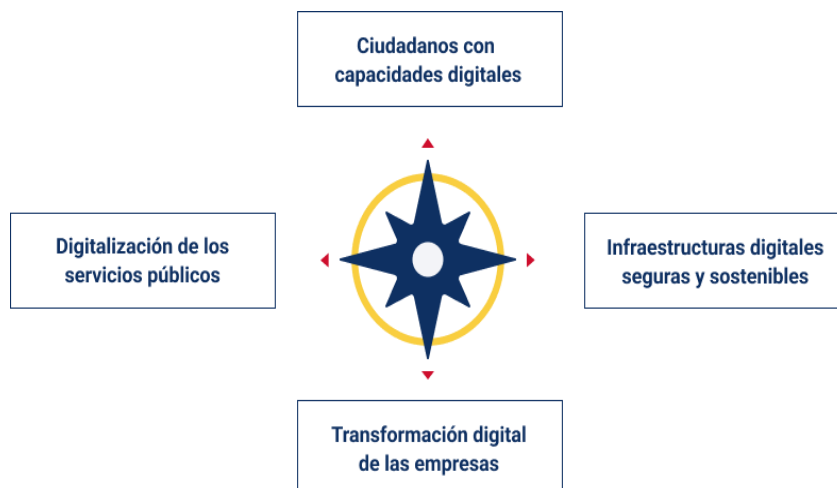 Ciudadanos con
capacidades digitales
Digitalización de los
servicios públicos
Infraestructuras digitales
seguras y sostenibles
Transformación digital
de las empresas